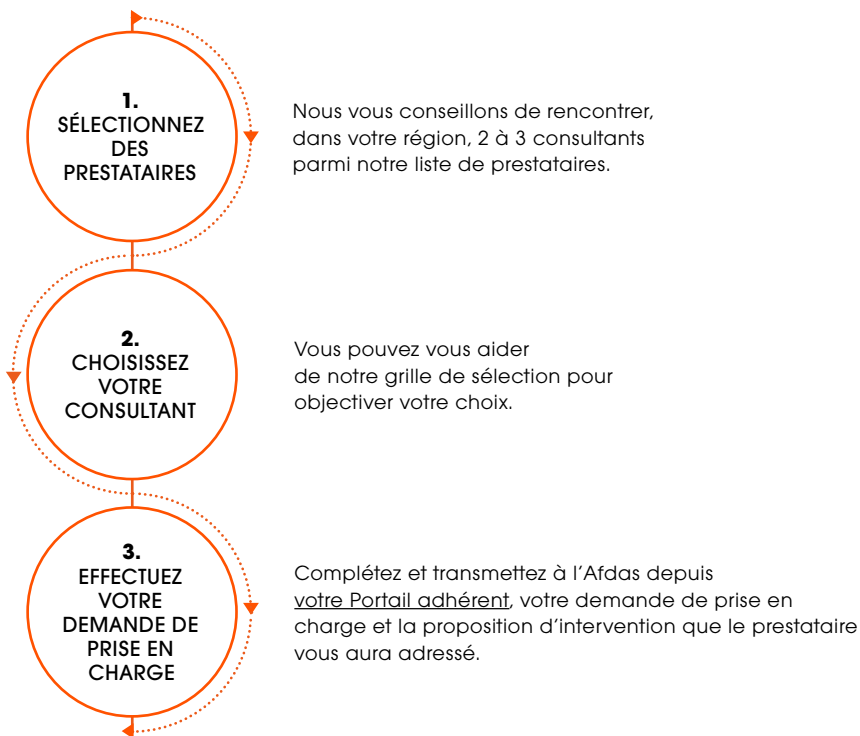 1.
SÉLECTIONNEZ
DES
PRESTATAIRES
Nous vous conseillons de rencontrer,
dans votre région, 2 à 3 consultants
parmi notre liste de prestataires.
2.
CHOISISSEZ
VOTRE
CONSULTANT
Vous pouvez vous aider
de notre grille de sélection pour
objectiver votre choix.
3.
EFFECTUEZ
VOTRE
DEMANDE DE
PRISE EN
CHARGE
Complétez et transmettez à l’Afdas depuis
votre Portail adhérent, votre demande de prise en
charge et la proposition d’intervention que le prestataire
vous aura adressé.